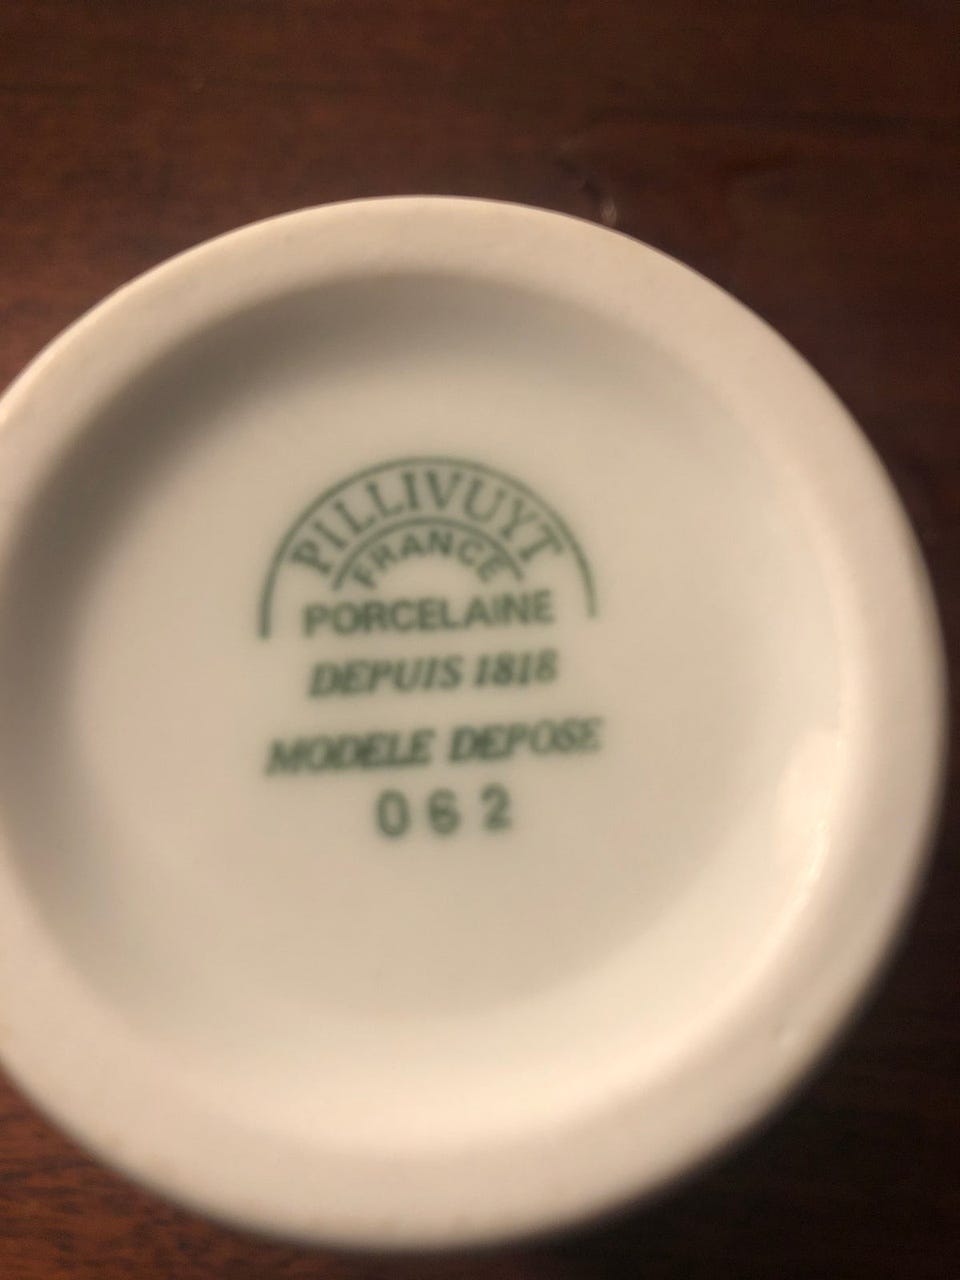 PILLIVUYT
FRANCE
PORCELAINE
DEPUIS 1818
MODELE DEPOSE
062